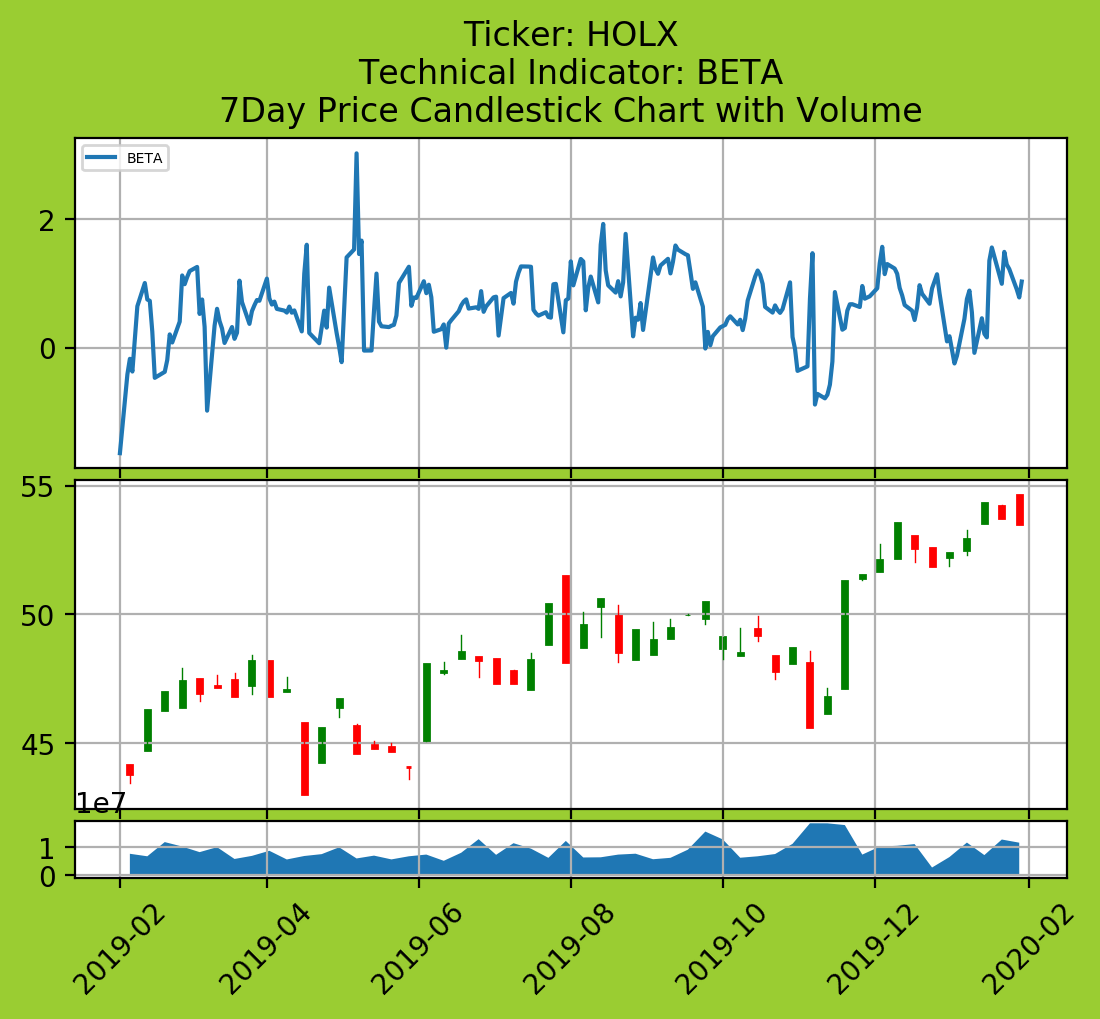 Ticker: HOLX
Technical Indicator: BETA
7Day Price Candlestick Chart with Volume
BETA
2
0
55
50
45
1e7
1
0
2019-02
2019-04
2019-06
2019-08
2019-10
2019-12
2020-02